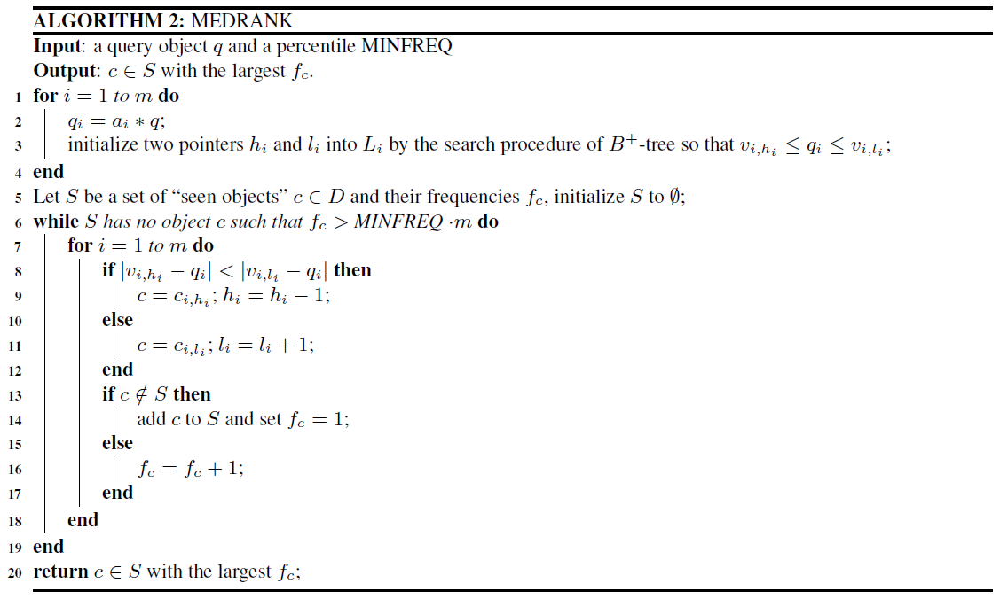 ALGORITHM 2: MEDRANK
Input: a query object q and a percentile MINFREQ
Output: c ∈ S with the largest f_c.
1 for i = 1 to m do
2 q_i = a_i * q;
3 initialize two pointers h_i and l_i into L_i by the search procedure of B⁺-tree so that v_{i,h_i} ≤ q_i ≤ v_{i,l_i};
4 end
5 Let S be a set of “seen objects” c ∈ D and their frequencies f_c, initialize S to ∅;
6 while S has no object c such that f_c > MINFREQ ·m do
7 for i = 1 to m do
8 if |v_{i,h_i} − q_i| < |v_{i,l_i} − q_i| then
9 c = c_{i,h_i}; h_i = h_i − 1;
10 else
11 c = c_{i,l_i}; l_i = l_i + 1;
12 end
13 if c ∉ S then
14 add c to S and set f_c = 1;
15 else
16 f_c = f_c + 1;
17 end
18 end
19 end
20 return c ∈ S with the largest f_c;